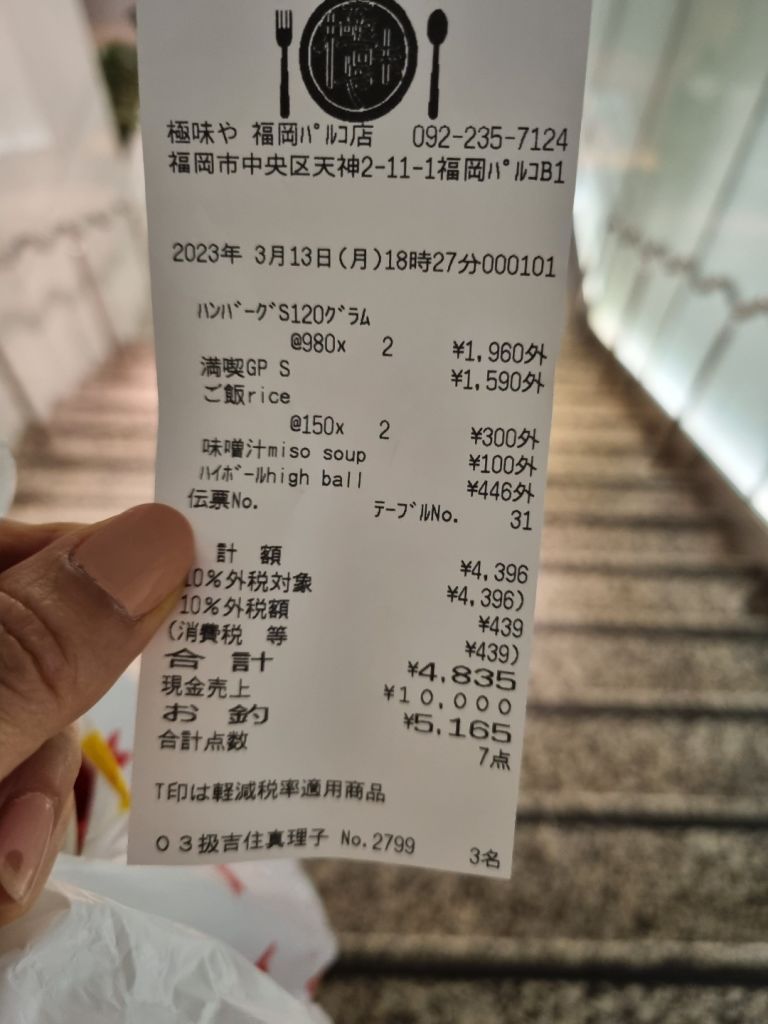 極味や 福岡ﾊﾟﾙｺ店 092-235-7124
福岡市中央区天神2-11-1福岡ﾊﾟﾙｺB1
2023年 3月13日(月)18時27分000101
ﾊﾝﾊﾞｰｸﾞS120ｸﾞﾗﾑ
@980x 2 ¥1,960外
満喫GP S ¥1,590外
ご飯rice
@150x 2 ¥300外
味噌汁miso soup ¥100外
ﾊｲﾎﾞｰﾙhigh ball ¥446外
伝票No. ﾃｰﾌﾞﾙNo. 31
計 額 ¥4,396
10%外税対象 ¥4,396)
10%外税額 ¥439
(消費税 等 ¥439)
合 計 ¥4,835
現金売上 ¥10,000
お 釣 ¥5,165
合計点数 7点
T印は軽減税率適用商品
03扱吉住真理子 No.2799 3名